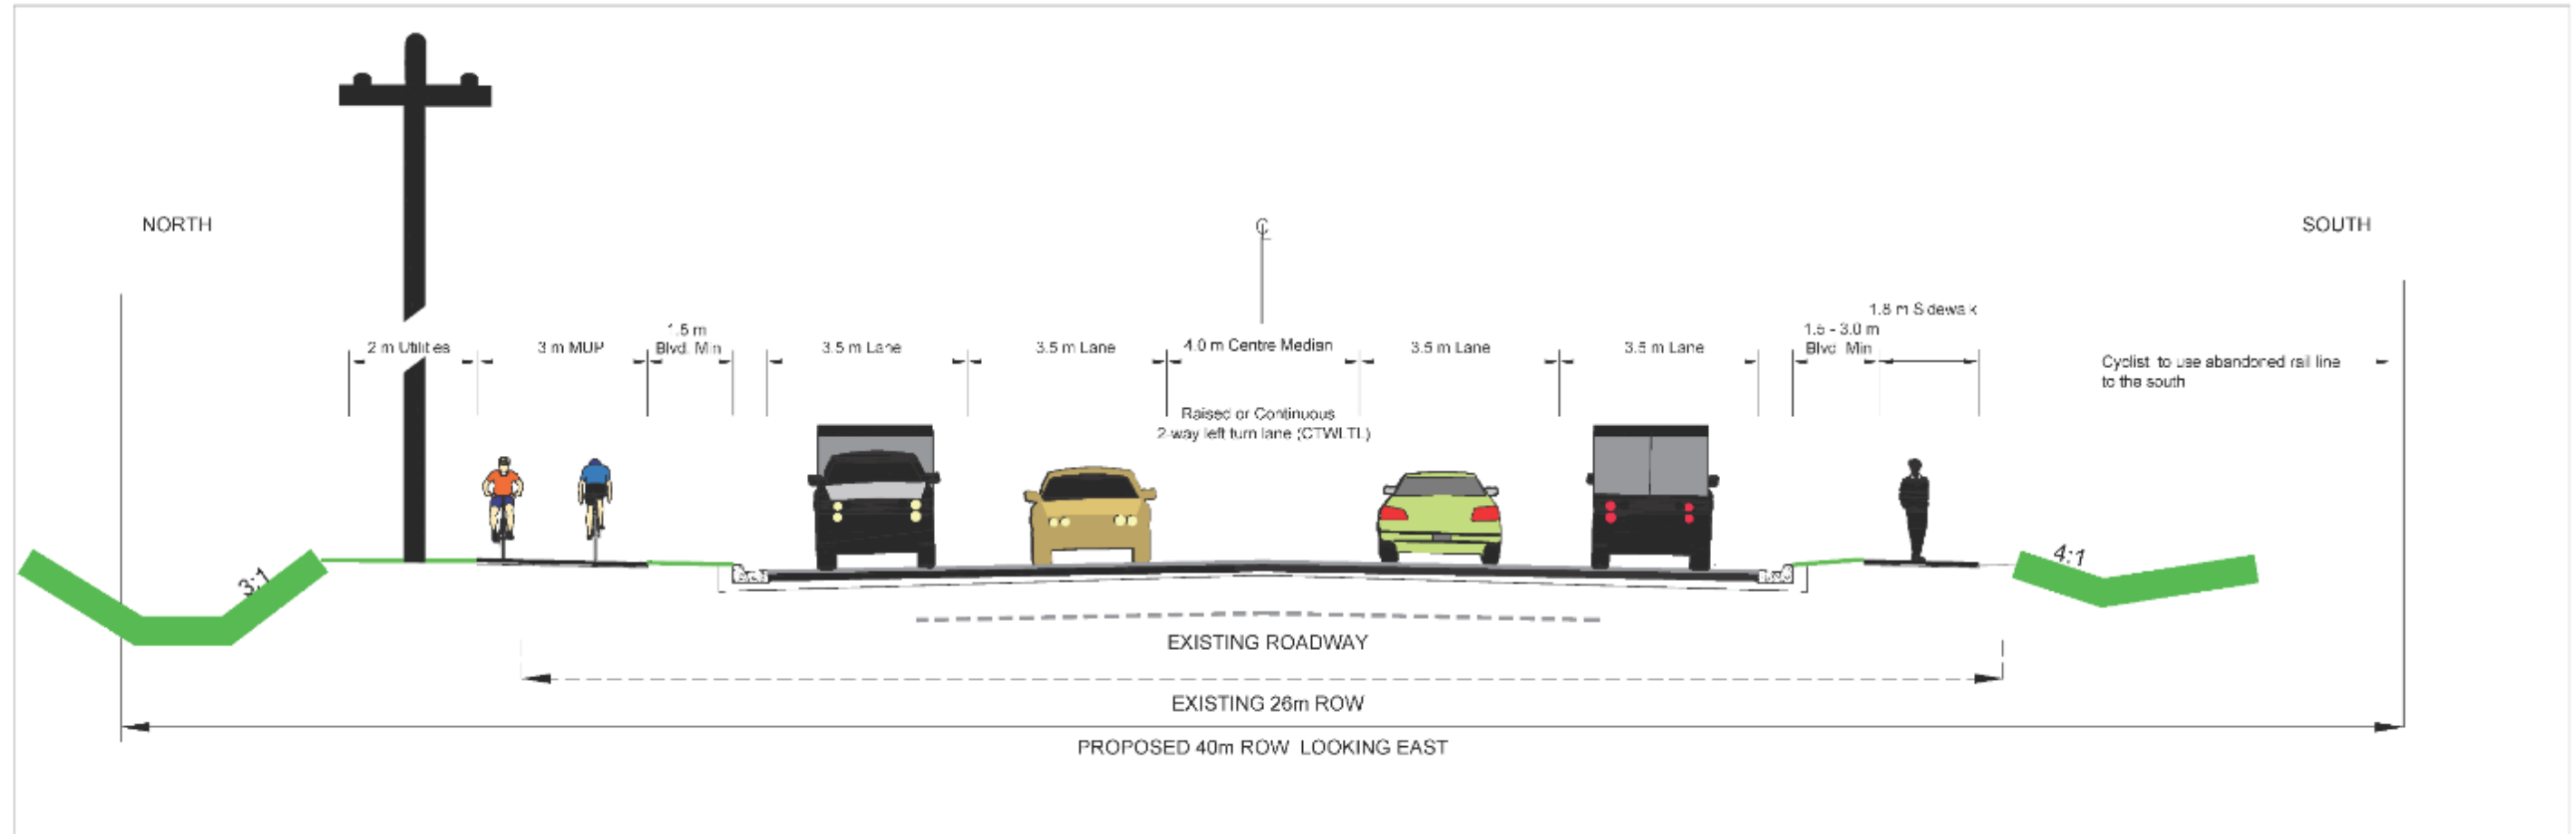 NORTH
SOUTH
℄
2 m Utilities
3 m MUP
1.5 m
Blvd. Min
3.5 m Lane
3.5 m Lane
4.0 m Centre Median
Raised or Continuous
2-way left turn lane (CTWLTL)
3.5 m Lane
3.5 m Lane
1.5 - 3.0 m
Blvd Min
1.8 m Sidewalk
Cyclist to use abandoned rail line
to the south
3:1
4:1
EXISTING ROADWAY
EXISTING 26m ROW
PROPOSED 40m ROW LOOKING EAST